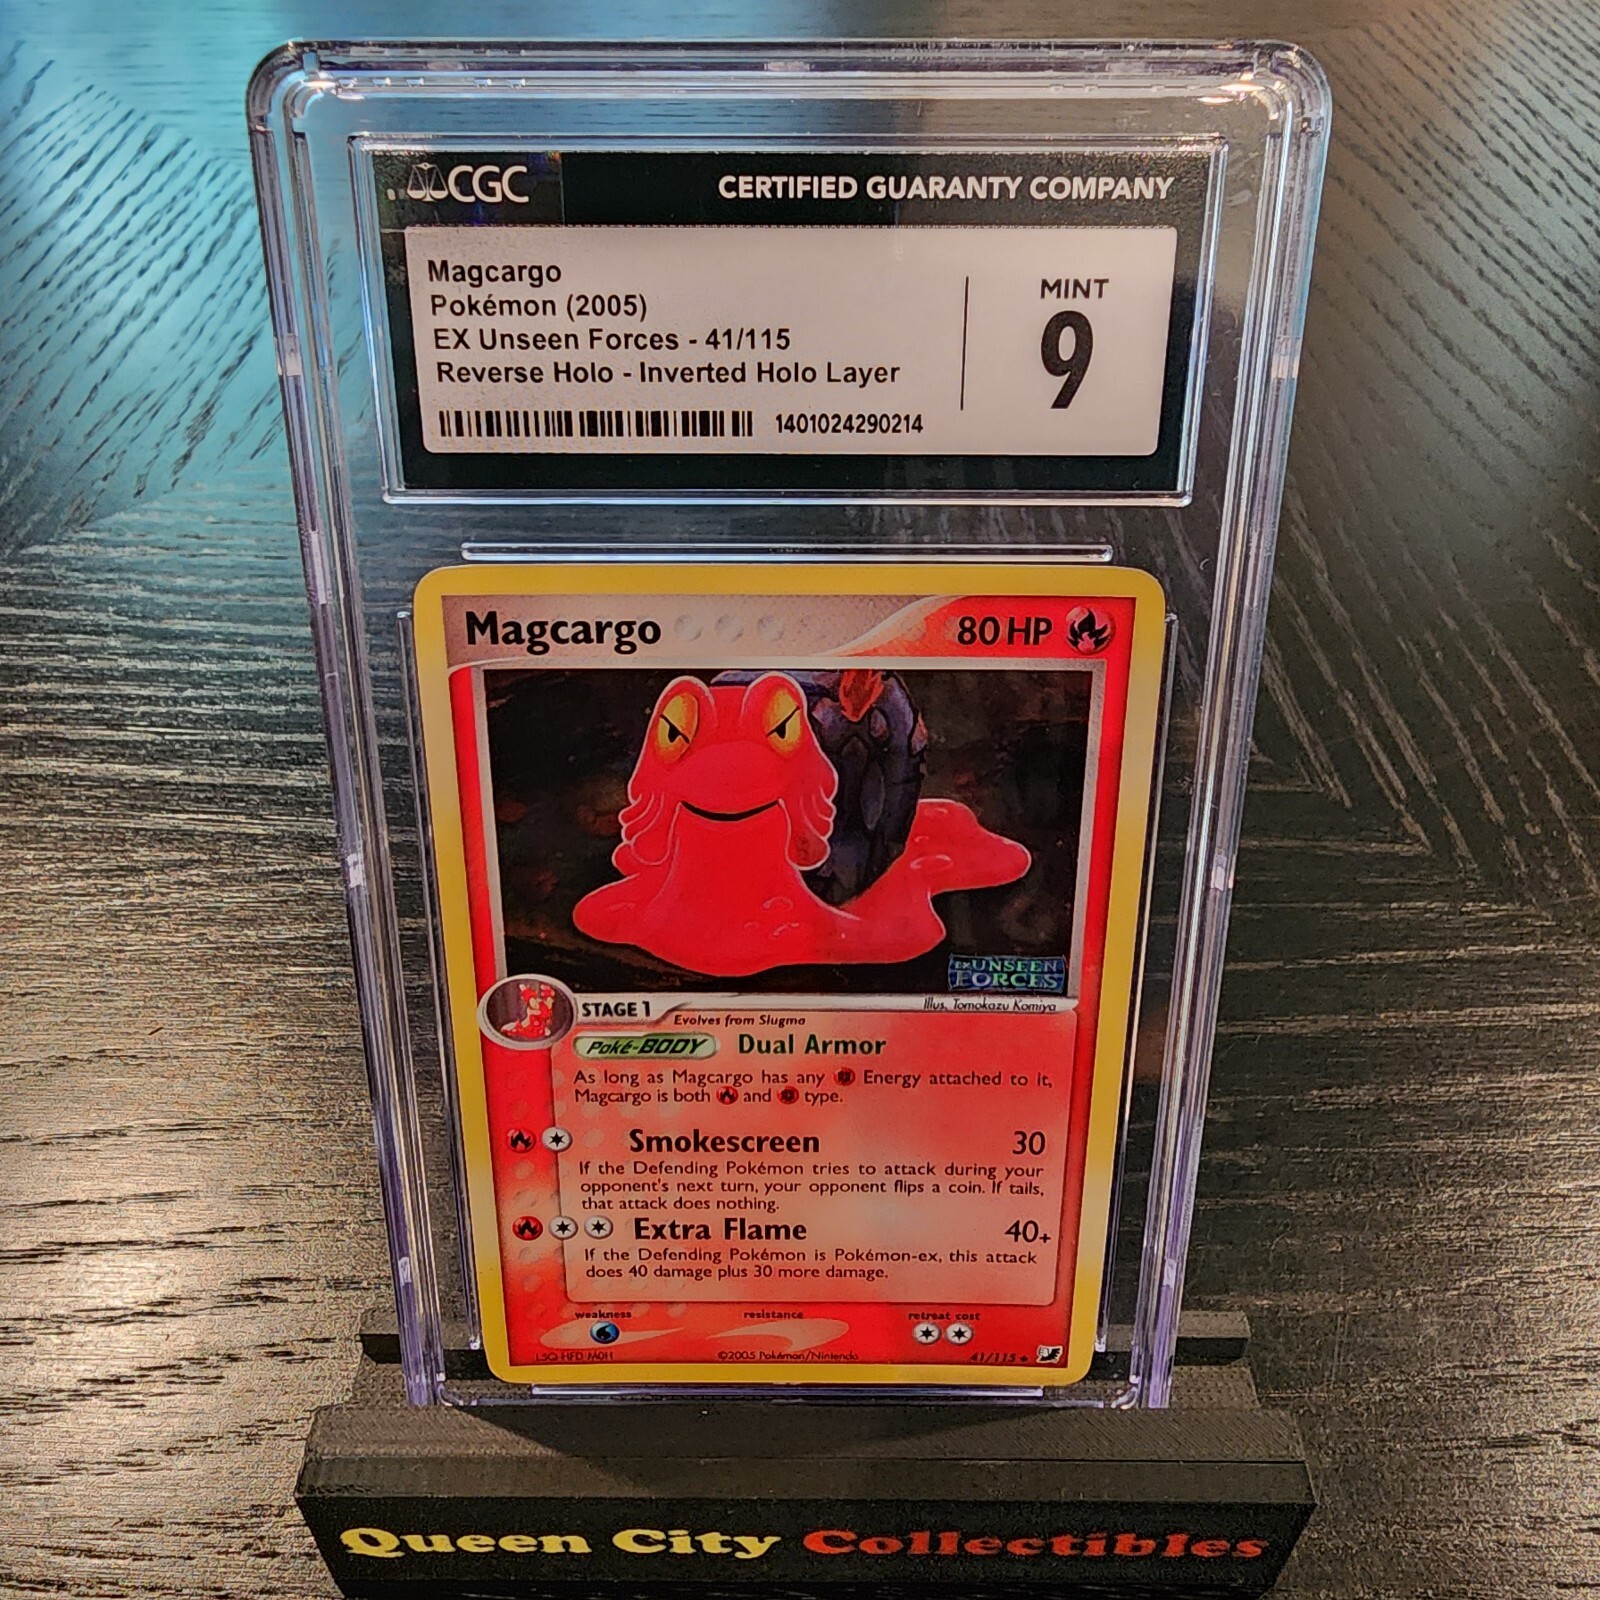 CGC CERTIFIED GUARANTY COMPANY
Magcargo
Pokémon (2005)
EX Unseen Forces - 41/115
Reverse Holo - Inverted Holo Layer
1401024290214
MINT
9
Magcargo 80 HP
EX UNSEEN
FORCES
STAGE 1 Illus. Tomokazu Komiya
Evolves from Slugma
Poké-BODY Dual Armor
As long as Magcargo has any Energy attached to it,
Magcargo is both and type.
Smokescreen 30
If the Defending Pokémon tries to attack during your
opponent's next turn, your opponent flips a coin. If tails,
that attack does nothing.
Extra Flame 40+
If the Defending Pokémon is Pokémon-ex, this attack
does 40 damage plus 30 more damage.
weakness resistance retreat cost
©2005 Pokémon/Nintendo 41/115
Queen City Collectibles